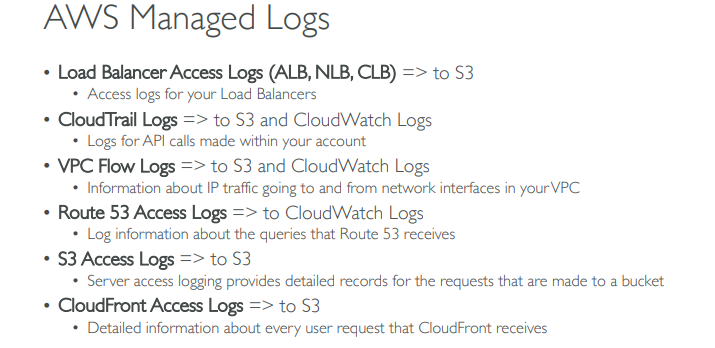 AWS Managed Logs
• Load Balancer Access Logs (ALB, NLB, CLB) => to S3
• Access logs for your Load Balancers
• CloudTrail Logs => to S3 and CloudWatch Logs
• Logs for API calls made within your account
• VPC Flow Logs => to S3 and CloudWatch Logs
• Information about IP traffic going to and from network interfaces in your VPC
• Route 53 Access Logs => to CloudWatch Logs
• Log information about the queries that Route 53 receives
• S3 Access Logs => to S3
• Server access logging provides detailed records for the requests that are made to a bucket
• CloudFront Access Logs => to S3
• Detailed information about every user request that CloudFront receives